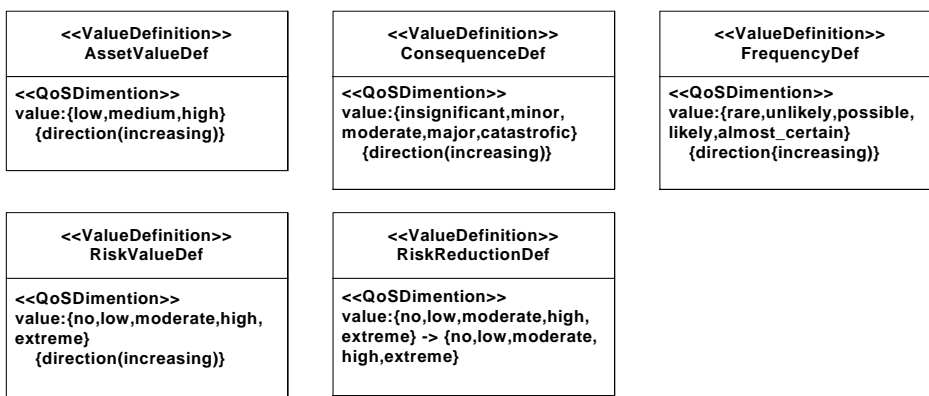 <<ValueDefinition>>
AssetValueDef
<<QoSDimention>>
value:{low,medium,high}
{direction(increasing)}
<<ValueDefinition>>
ConsequenceDef
<<QoSDimention>>
value:{insignificant,minor,
moderate,major,catastrofic}
{direction(increasing)}
<<ValueDefinition>>
FrequencyDef
<<QoSDimention>>
value:{rare,unlikely,possible,
likely,almost_certain}
{direction{increasing)}
<<ValueDefinition>>
RiskValueDef
<<QoSDimention>>
value:{no,low,moderate,high,
extreme}
{direction(increasing)}
<<ValueDefinition>>
RiskReductionDef
<<QoSDimention>>
value:{no,low,moderate,high,
extreme} -> {no,low,moderate,
high,extreme}